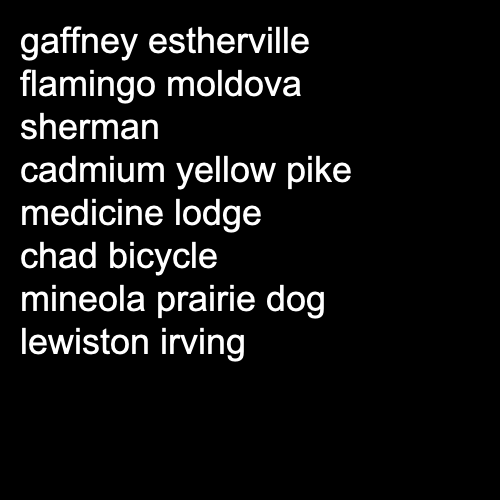 gaffney estherville
flamingo moldova
sherman
cadmium yellow pike
medicine lodge
chad bicycle
mineola prairie dog
lewiston irving